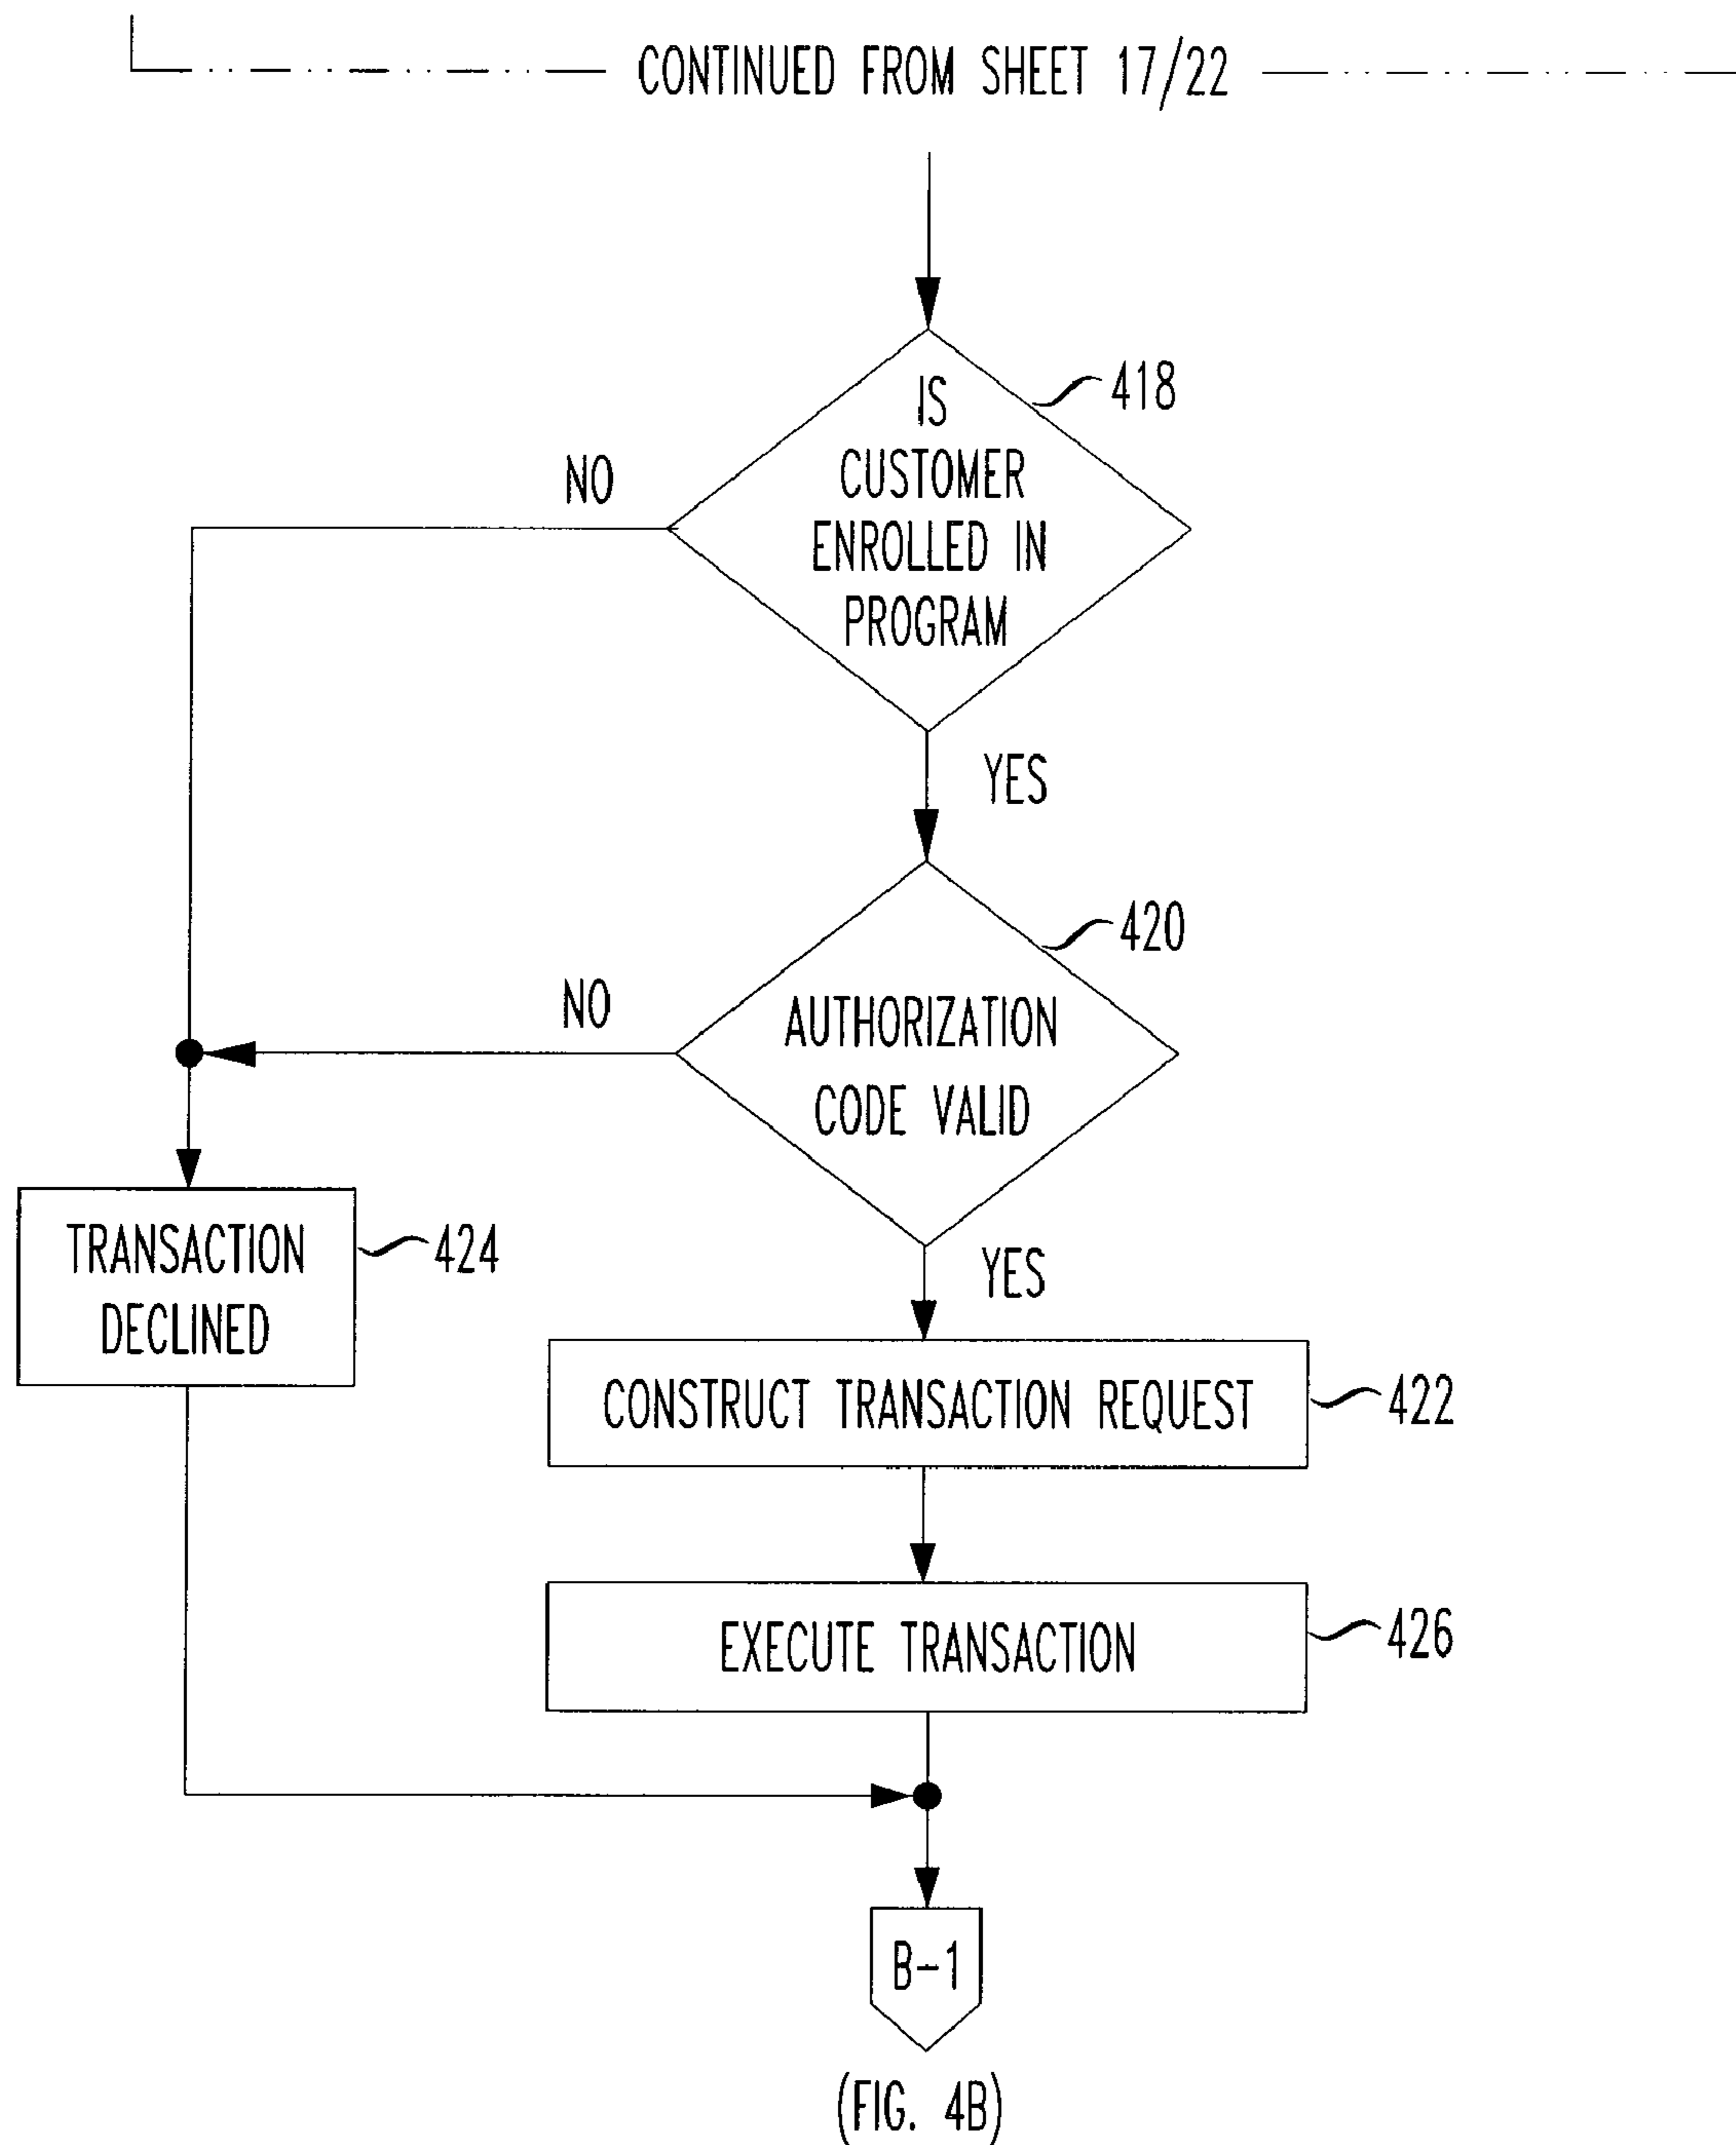 CONTINUED FROM SHEET 17/22
418
IS
CUSTOMER
ENROLLED IN
PROGRAM
NO
YES
420
AUTHORIZATION
CODE VALID
NO
YES
TRANSACTION
DECLINED
424
CONSTRUCT TRANSACTION REQUEST
422
EXECUTE TRANSACTION
426
B-1
(FIG. 4B)